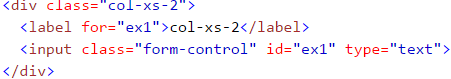 <div class="col-xs-2">
  <label for="ex1">col-xs-2</label>
  <input class="form-control" id="ex1" type="text">
</div>